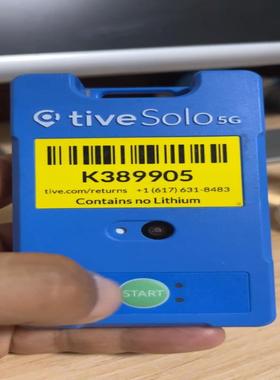 tive Solo 5G
K389905
tive.com/returns +1 (617) 631-8483
Contains no Lithium
START